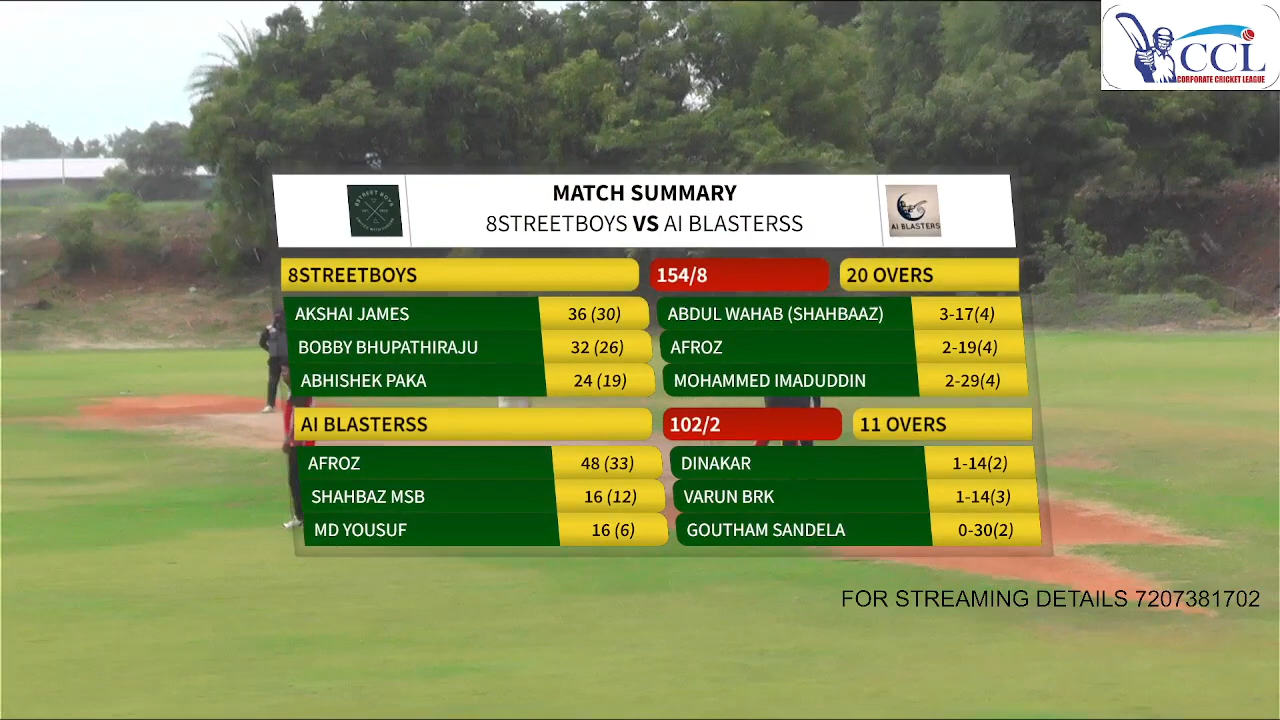 CCL
CORPORATE CRICKET LEAGUE
MATCH SUMMARY
8STREETBOYS VS AI BLASTERSS
AI BLASTERS
8STREETBOYS 154/8 20 OVERS
AKSHAI JAMES 36 (30) ABDUL WAHAB (SHAHBAAZ) 3-17(4)
BOBBY BHUPATHIRAJU 32 (26) AFROZ 2-19(4)
ABHISHEK PAKA 24 (19) MOHAMMED IMADUDDIN 2-29(4)
AI BLASTERSS 102/2 11 OVERS
AFROZ 48 (33) DINAKAR 1-14(2)
SHAHBAZ MSB 16 (12) VARUN BRK 1-14(3)
MD YOUSUF 16 (6) GOUTHAM SANDELA 0-30(2)
FOR STREAMING DETAILS 7207381702